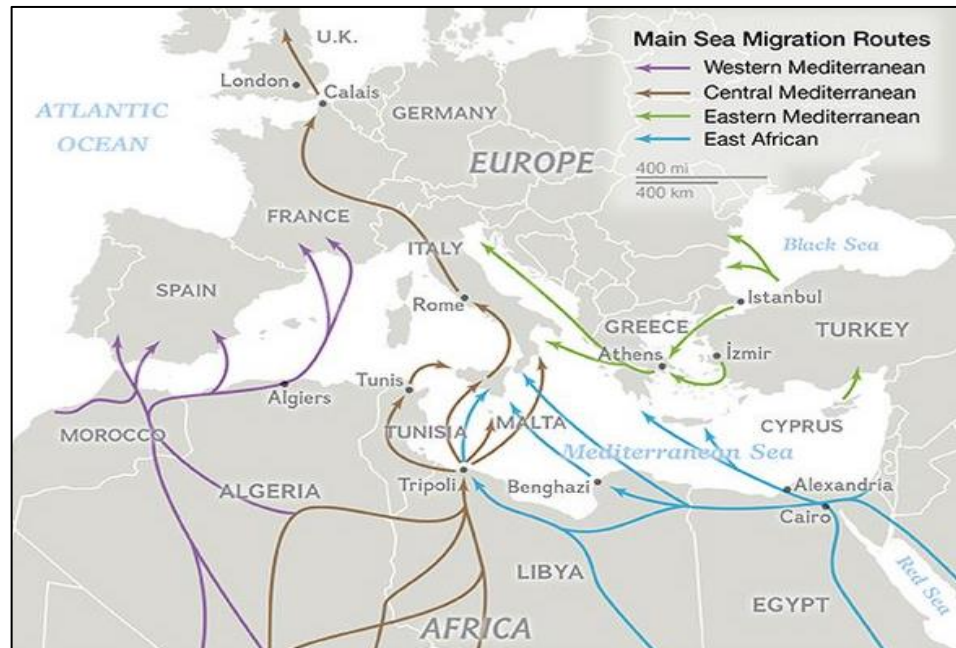 Main Sea Migration Routes
Western Mediterranean
Central Mediterranean
Eastern Mediterranean
East African
400 mi
400 km
U.K.
London
Calais
ATLANTIC
OCEAN
GERMANY
EUROPE
FRANCE
ITALY
Black Sea
SPAIN
Rome
Istanbul
GREECE
TURKEY
Athens
İzmir
Tunis
Algiers
CYPRUS
MOROCCO
TUNISIA
MALTA
Mediterranean Sea
Tripoli
Benghazi
Alexandria
ALGERIA
Cairo
LIBYA
EGYPT
Red Sea
AFRICA